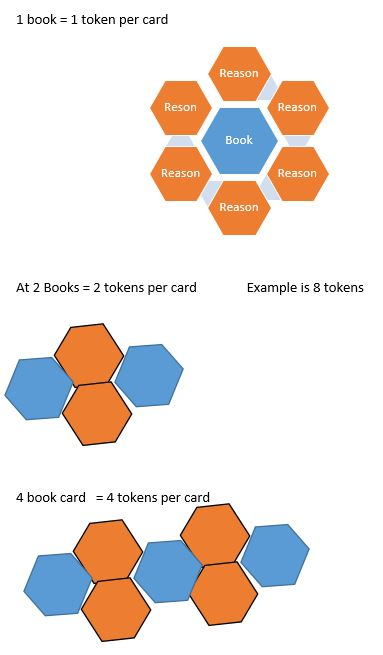 1 book = 1 token per card
Reason
Reson
Reason
Book
Reason
Reason
Reason
At 2 Books = 2 tokens per card
Example is 8 tokens
4 book card = 4 tokens per card